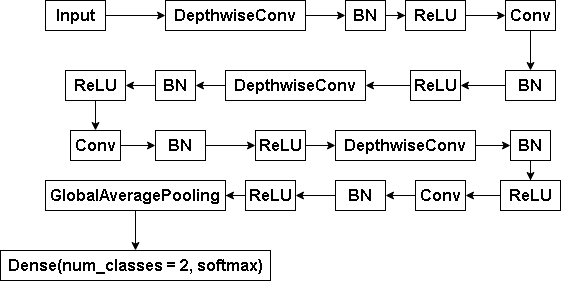 Input DepthwiseConv BN ReLU Conv
ReLU BN DepthwiseConv ReLU BN
Conv BN ReLU DepthwiseConv BN
GlobalAveragePooling ReLU BN Conv ReLU
Dense(num_classes = 2, softmax)